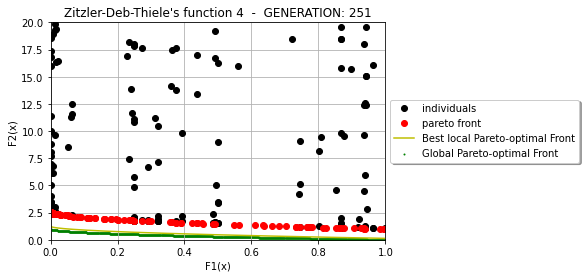 Zitzler-Deb-Thiele's function 4 - GENERATION: 251
20.0
17.5
15.0
12.5
10.0
7.5
5.0
2.5
0.0
F2(x)
0.0 0.2 0.4 0.6 0.8 1.0
F1(x)
individuals
pareto front
Best local Pareto-optimal Front
Global Pareto-optimal Front